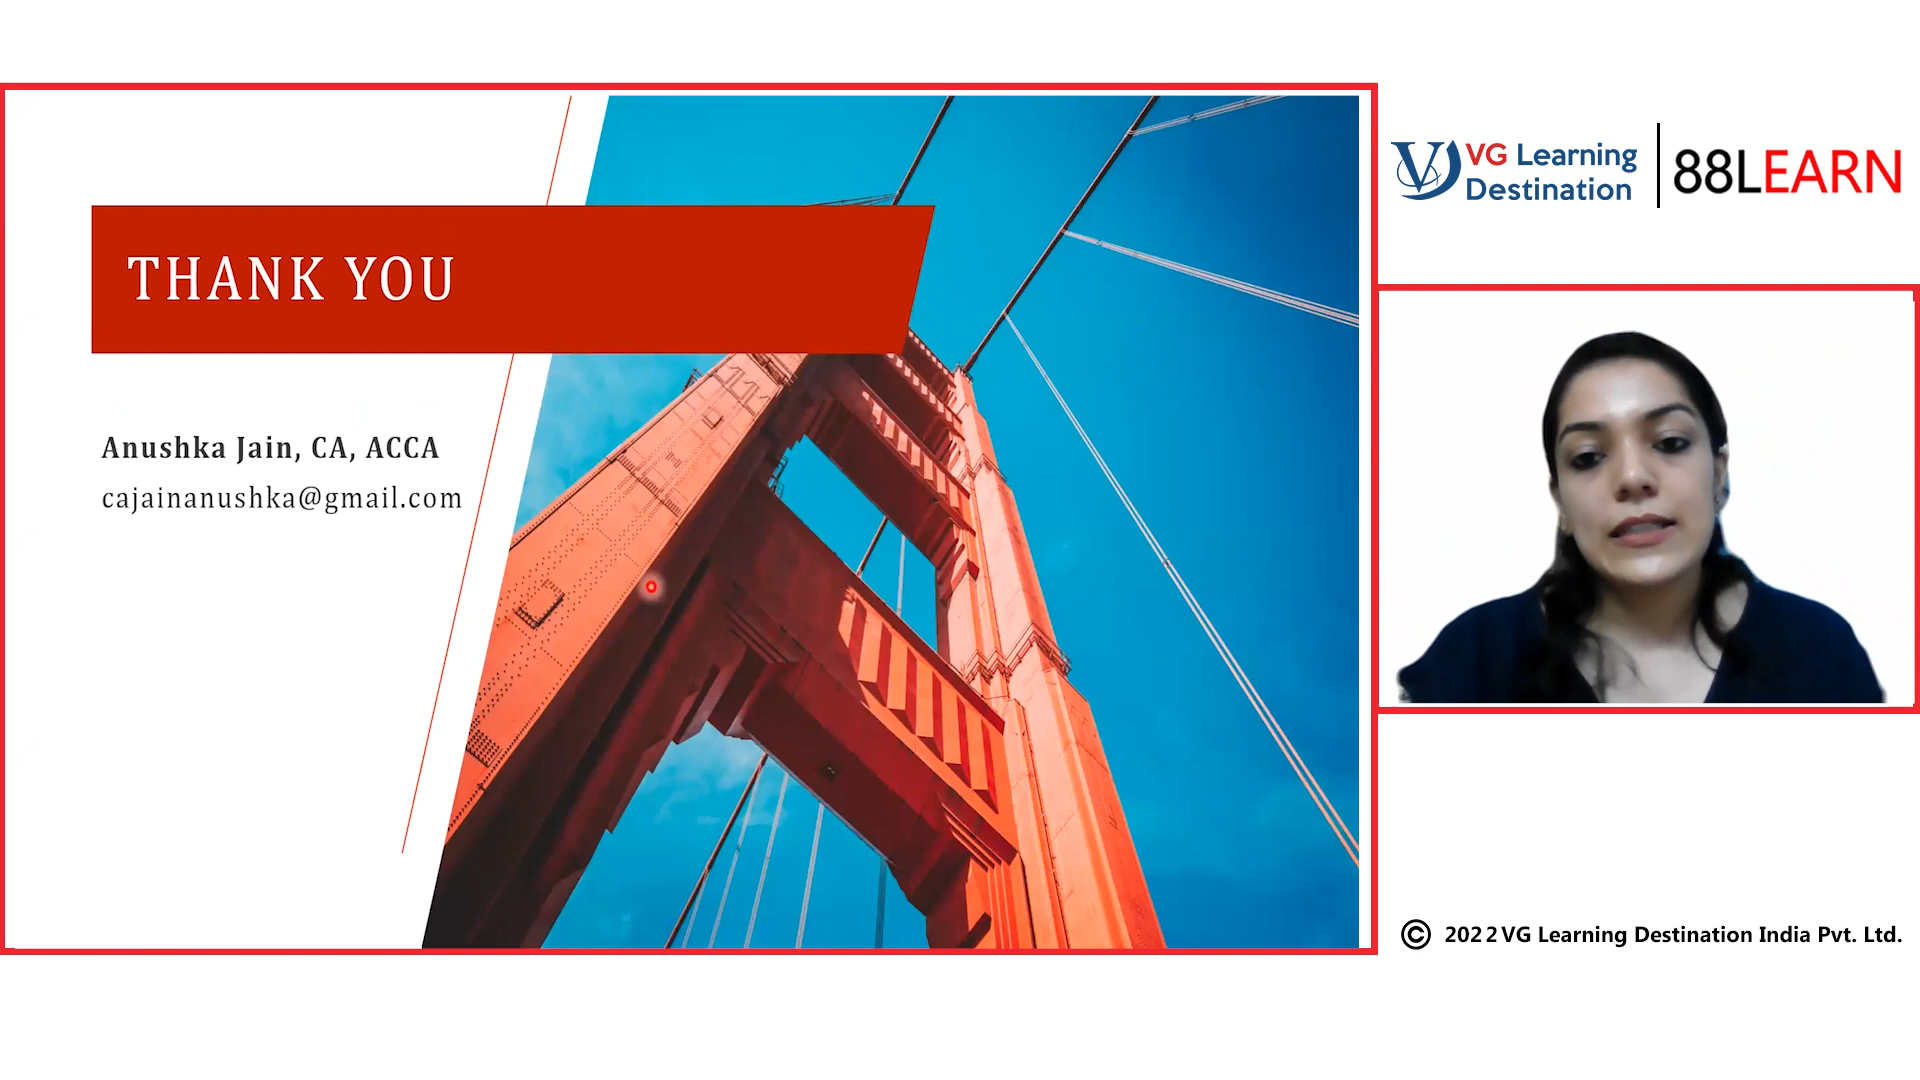 THANK YOU
Anushka Jain, CA, ACCA
cajainanushka@gmail.com
VG Learning
Destination
88LEARN
© 2022 VG Learning Destination India Pvt. Ltd.